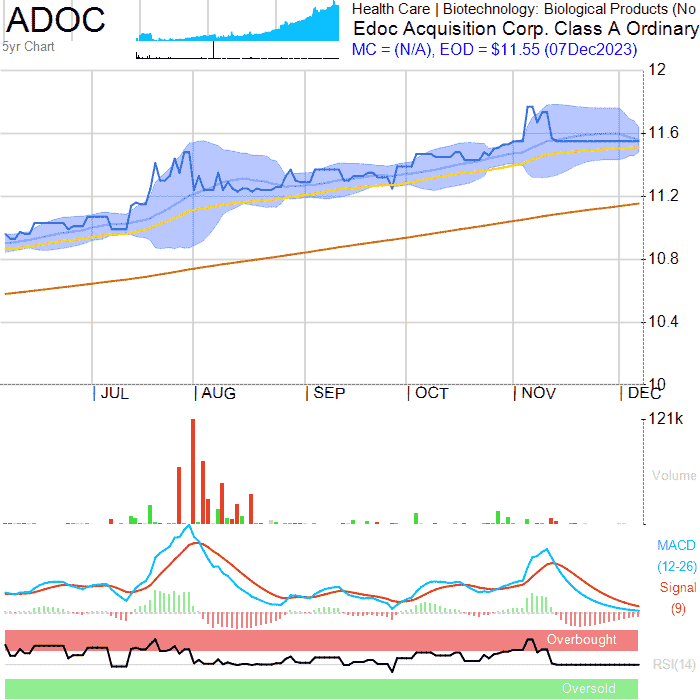 ADOC
5yr Chart
Health Care | Biotechnology: Biological Products (No
Edoc Acquisition Corp. Class A Ordinary
MC = (N/A), EOD = $11.55 (07Dec2023)
12
11.6
11.2
10.8
10.4
10
JUL AUG SEP OCT NOV DEC
121k
Volume
MACD
(12-26)
Signal
(9)
Overbought
RSI(14)
Oversold